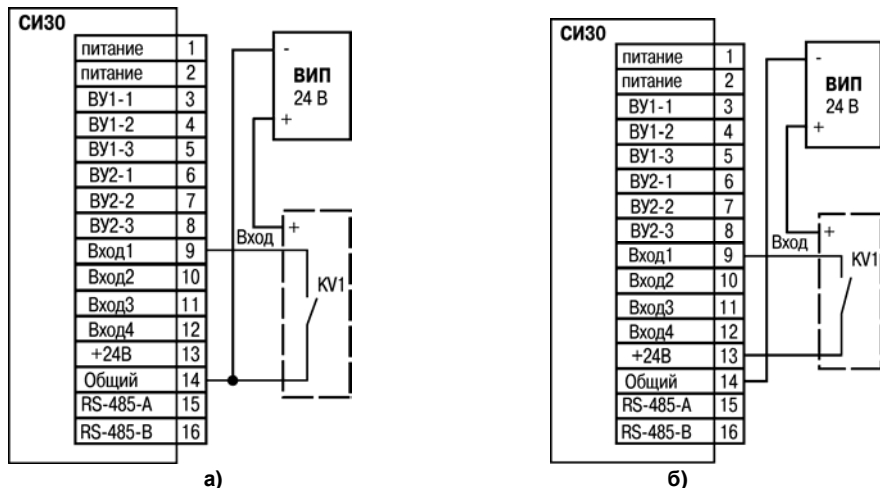 СИ30
питание 1
питание 2
ВУ1-1 3
ВУ1-2 4
ВУ1-3 5
ВУ2-1 6
ВУ2-2 7
ВУ2-3 8
Вход1 9
Вход2 10
Вход3 11
Вход4 12
+24В 13
Общий 14
RS-485-A 15
RS-485-B 16
-
ВИП
24 В
+
Вход
+
KV1
а)
СИ30
питание 1
питание 2
ВУ1-1 3
ВУ1-2 4
ВУ1-3 5
ВУ2-1 6
ВУ2-2 7
ВУ2-3 8
Вход1 9
Вход2 10
Вход3 11
Вход4 12
+24В 13
Общий 14
RS-485-A 15
RS-485-B 16
-
ВИП
24 В
+
Вход
+
KV1
б)